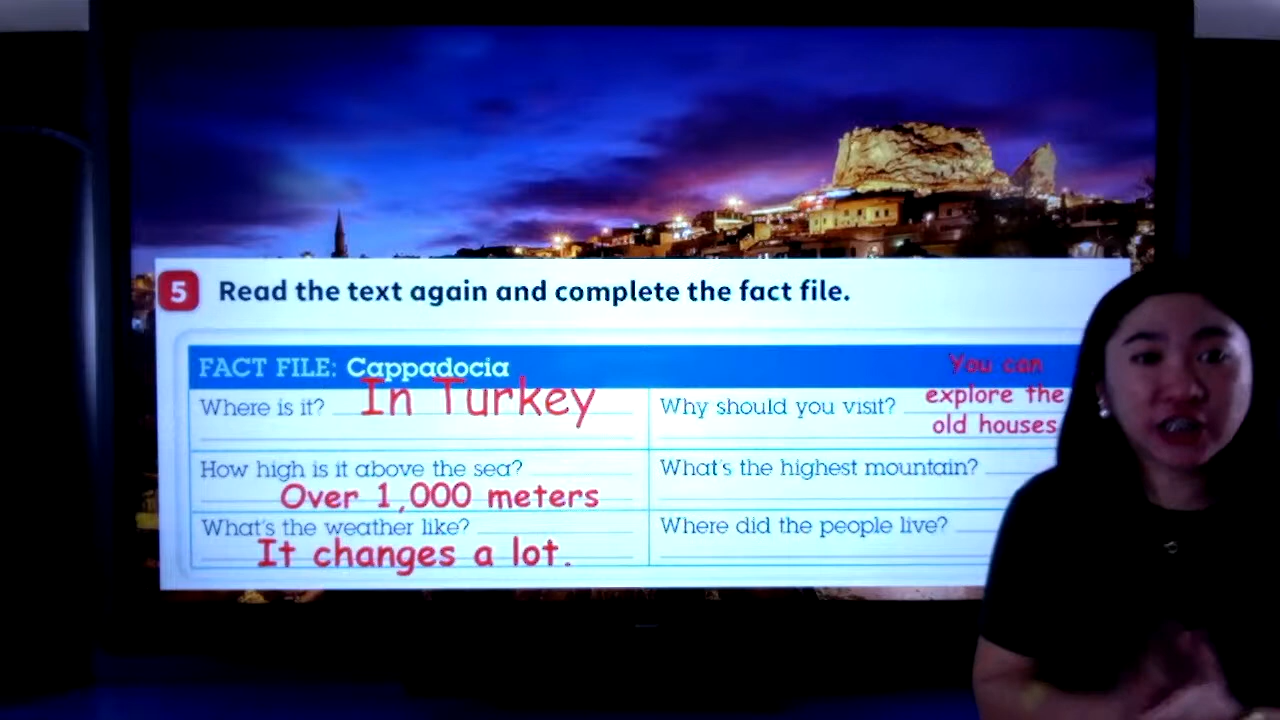 5 Read the text again and complete the fact file.
FACT FILE: Cappadocia
Where is it? In Turkey
Why should you visit? You can
explore the
old houses
How high is it above the sea?
Over 1,000 meters
What's the highest mountain?
What's the weather like?
It changes a lot.
Where did the people live?